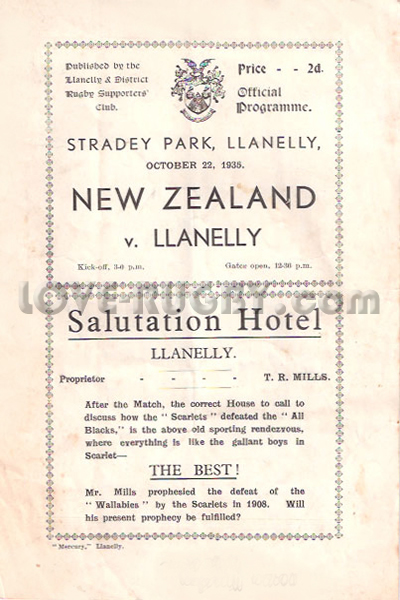 Published by the
Llanelly & District
Rugby Supporters'
Club.
Price - - 2d.
Official
Programme.
STRADEY PARK, LLANELLY,
OCTOBER 22, 1935.
NEW ZEALAND
v. LLANELLY
Kick-off, 3-0 p.m. Gates open, 12-30 p.m.
LOVERUGBY.com
Salutation Hotel
LLANELLY.
Proprietor - - - - T. R. MILLS.
After the Match, the correct House to call to
discuss how the "Scarlets" defeated the "All
Blacks," is the above old sporting rendezvous,
where everything is like the gallant boys in
Scarlet—
THE BEST!
Mr. Mills prophesied the defeat of the
"Wallabies" by the Scarlets in 1908. Will
his present prophecy be fulfilled?
"Mercury," Llanelly.